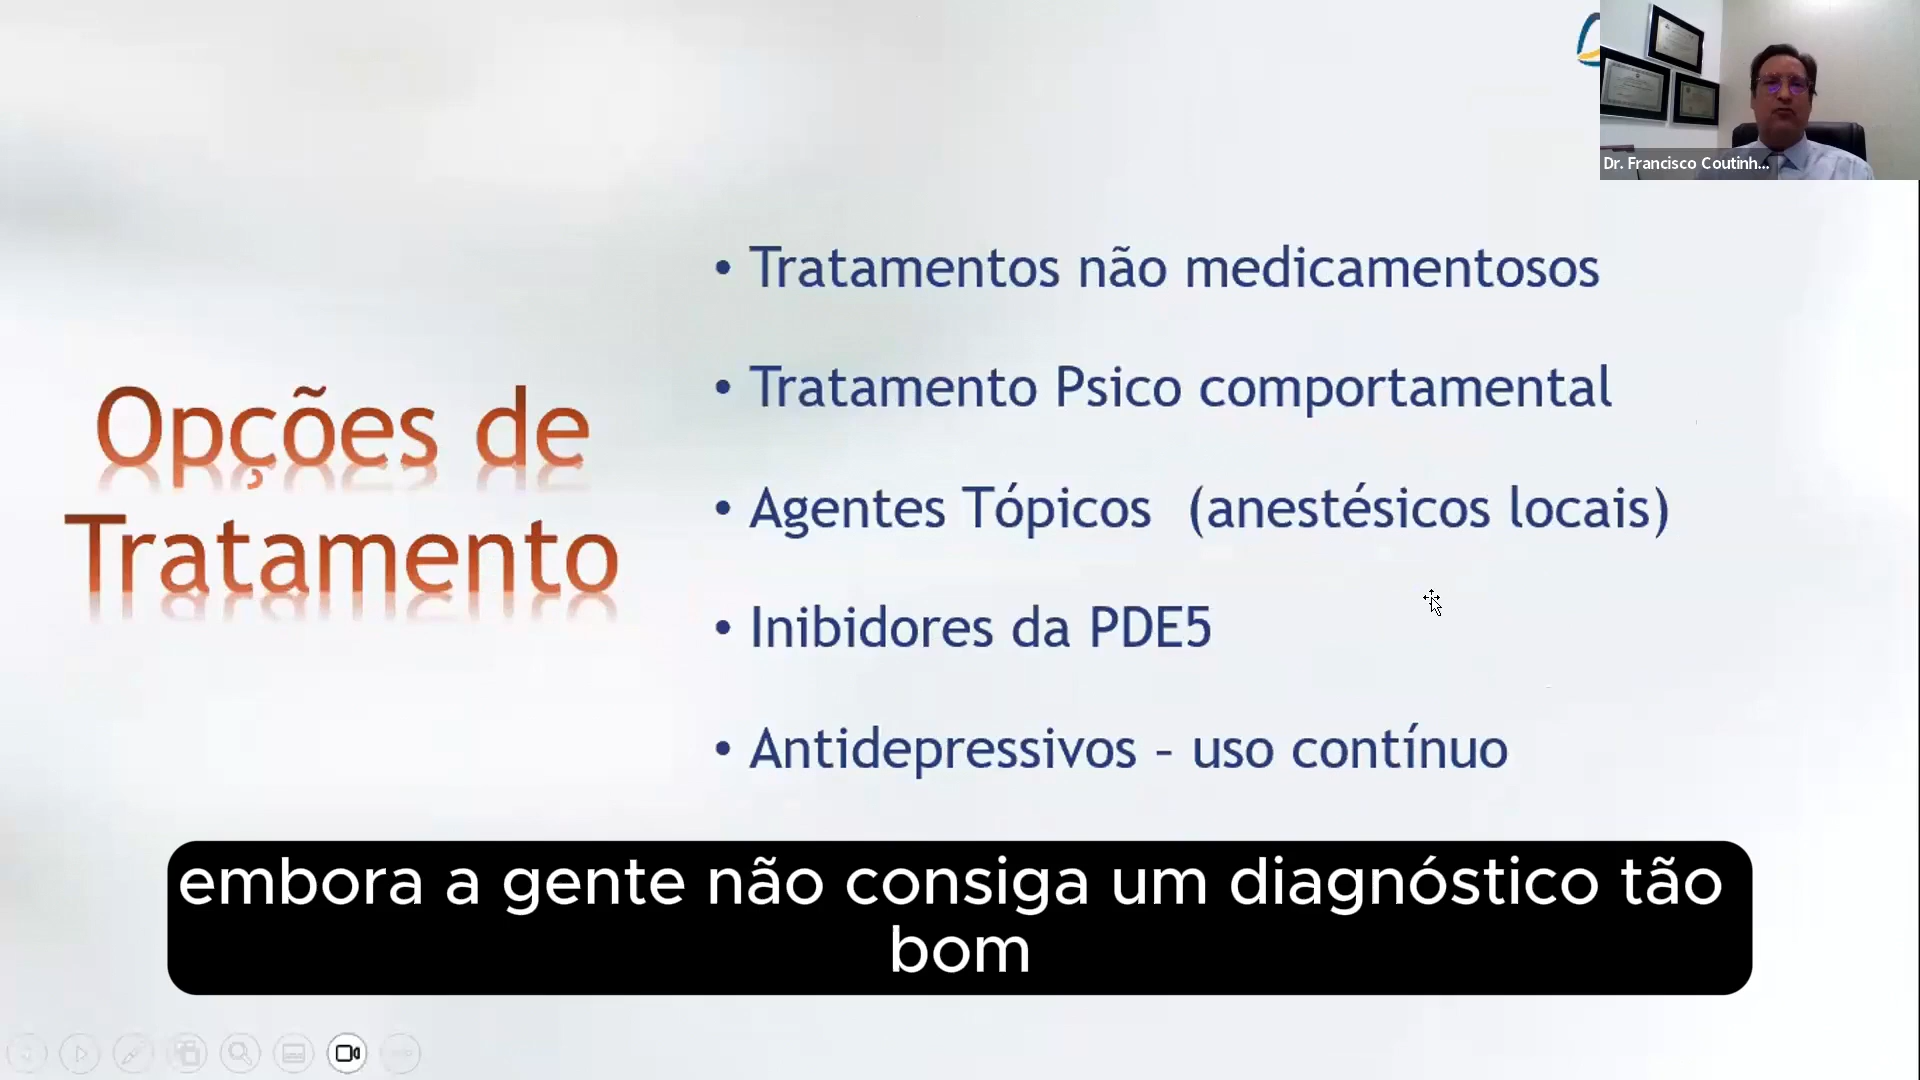 Dr. Francisco Coutinh...
Opções de
Tratamento
• Tratamentos não medicamentosos
• Tratamento Psico comportamental
• Agentes Tópicos (anestésicos locais)
• Inibidores da PDE5
• Antidepressivos – uso contínuo
embora a gente não consiga um diagnóstico tão
bom